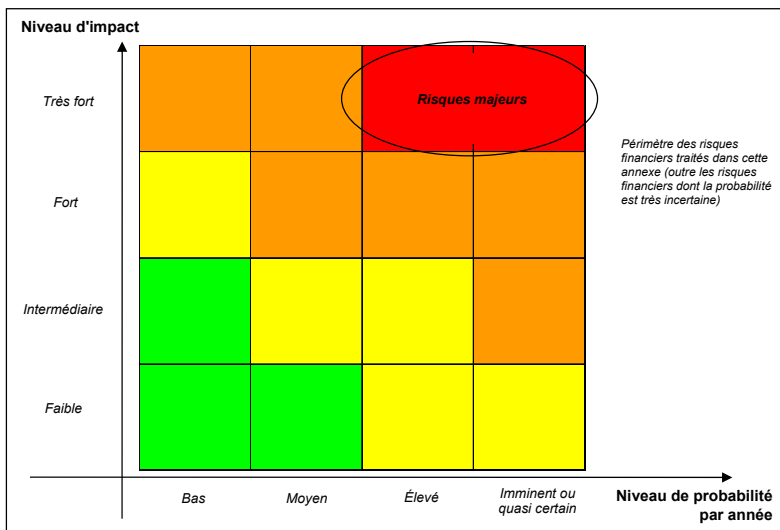 Niveau d'impact
Très fort
Risques majeurs
Périmètre des risques
financiers traités dans cette
annexe (outre les risques
financiers dont la probabilité
est très incertaine)
Fort
Intermédiaire
Faible
Bas
Moyen
Élevé
Imminent ou
quasi certain
Niveau de probabilité
par année